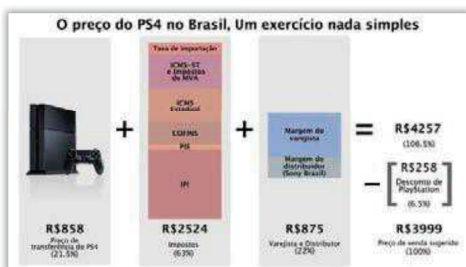 O preço do PS4 no Brasil, Um exercício nada simples
Taxa de importação
ICMS-ST
e Impostos
de MVA
ICMS
Estadual
COFINS
PIS
IPI
Margem do
varejista
Margem do
distribuidor
(Sony Brasil)
R$858
Preço de
transferência do PS4
(21.5%)
R$2524
Impostos
(63%)
R$875
Varejista e Distributor
(22%)
R$4257
(106.5%)
R$258
Desconto de
PlayStation
(6.5%)
R$3999
Preço de venda sugerido
(100%)